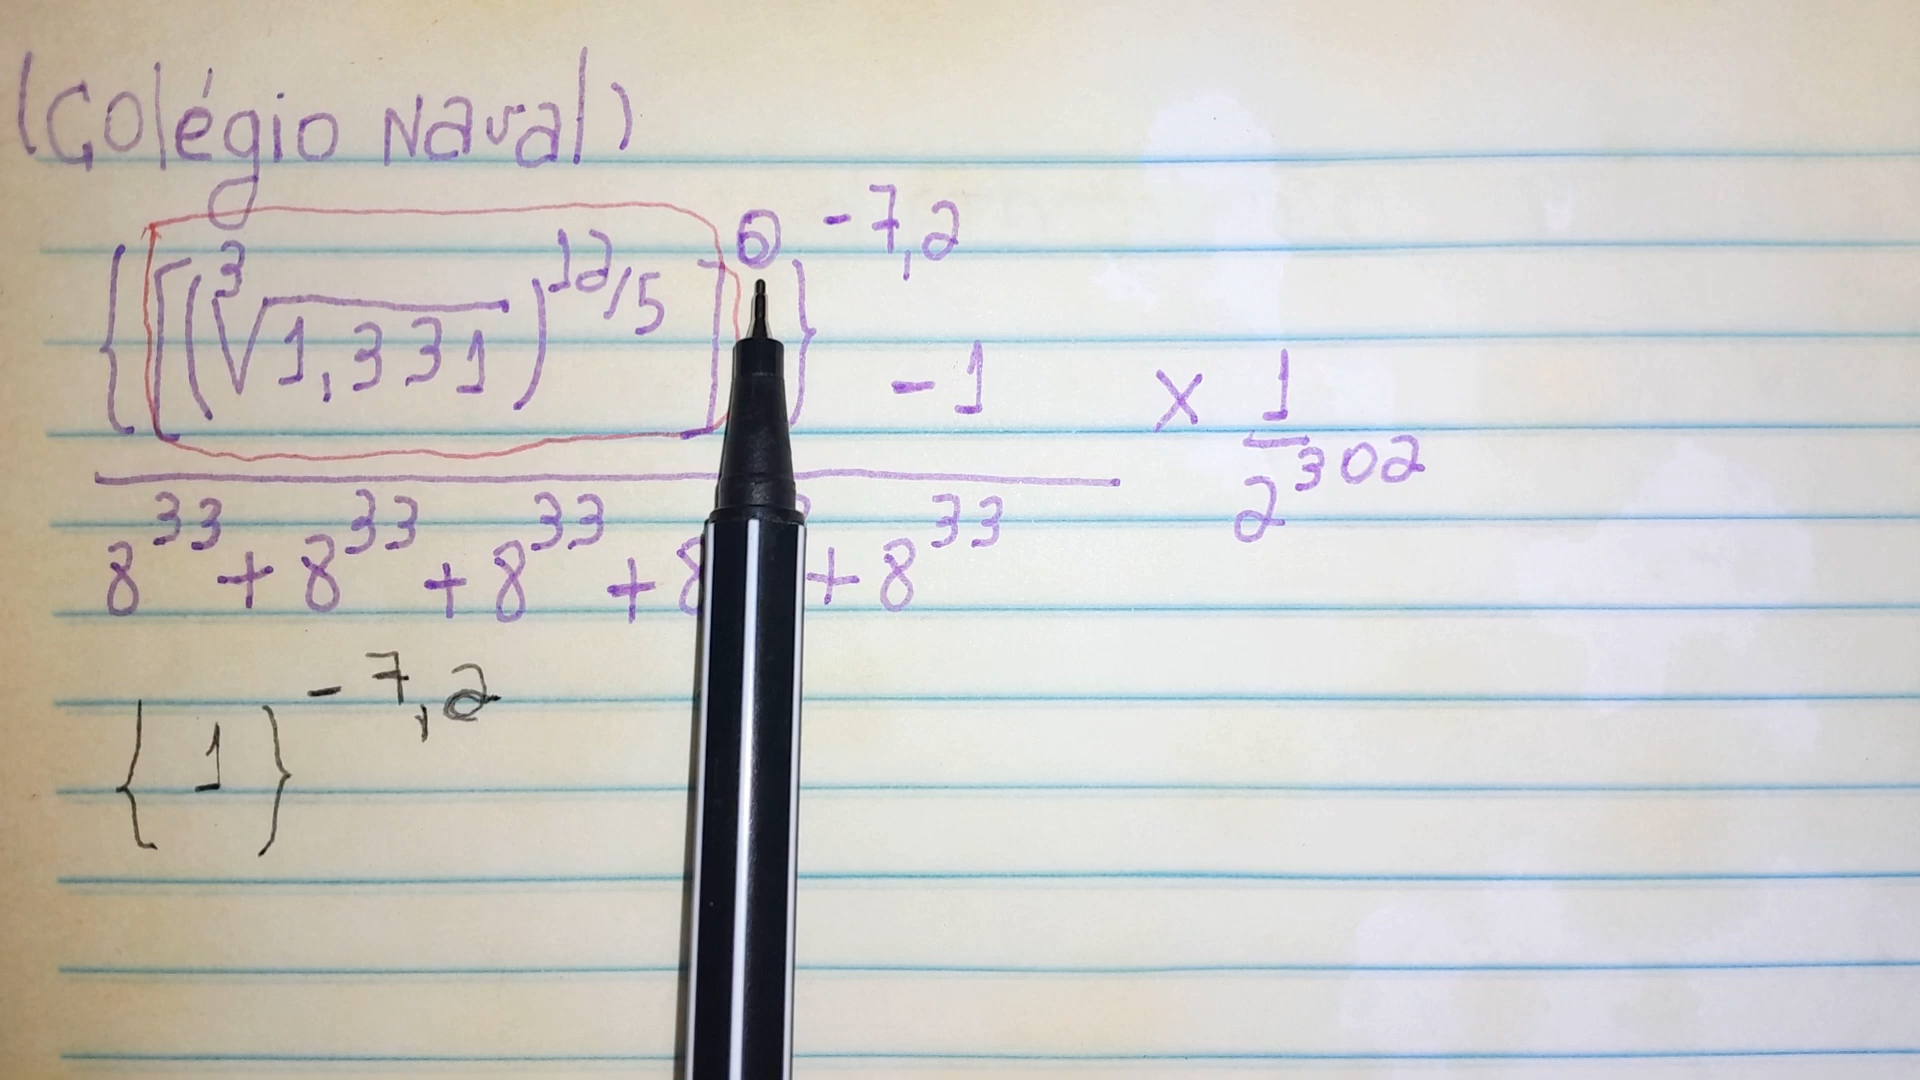 (Colégio Naval)
{[(∛1,331)^12/5]^0}^-7,2 - 1 × 1/2^302
8^33 + 8^33 + 8^33 + 8 + 8^33
{1}^-7,2